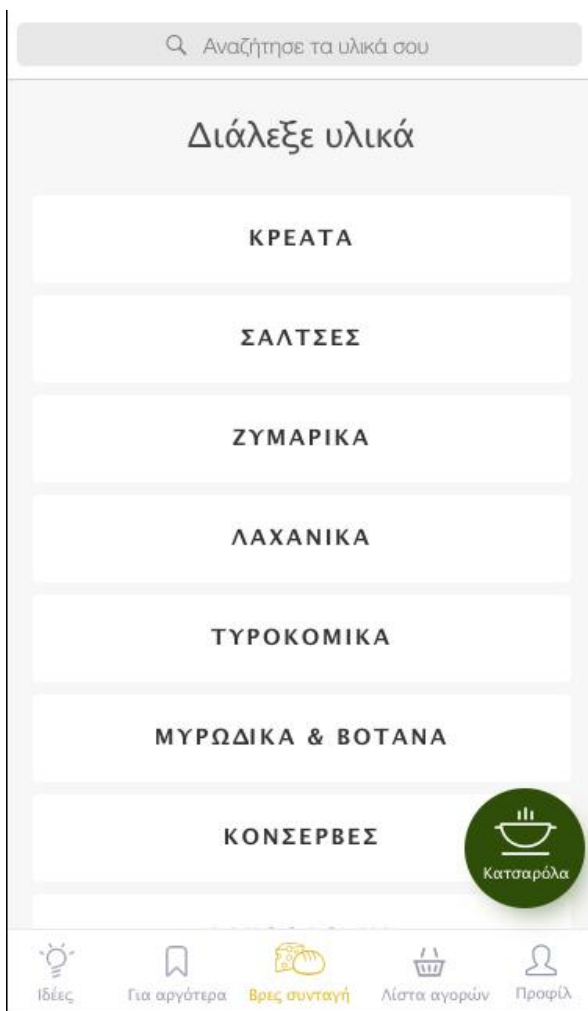 Αναζήτησε τα υλικά σου
Διάλεξε υλικά
ΚΡΕΑΤΑ
ΣΑΛΤΣΕΣ
ΖΥΜΑΡΙΚΑ
ΛΑΧΑΝΙΚΑ
ΤΥΡΟΚΟΜΙΚΑ
ΜΥΡΩΔΙΚΑ & ΒΟΤΑΝΑ
ΚΟΝΣΕΡΒΕΣ
Κατσαρόλα
Ιδέες Για αργότερα Βρες συνταγή Λίστα αγορών Προφίλ